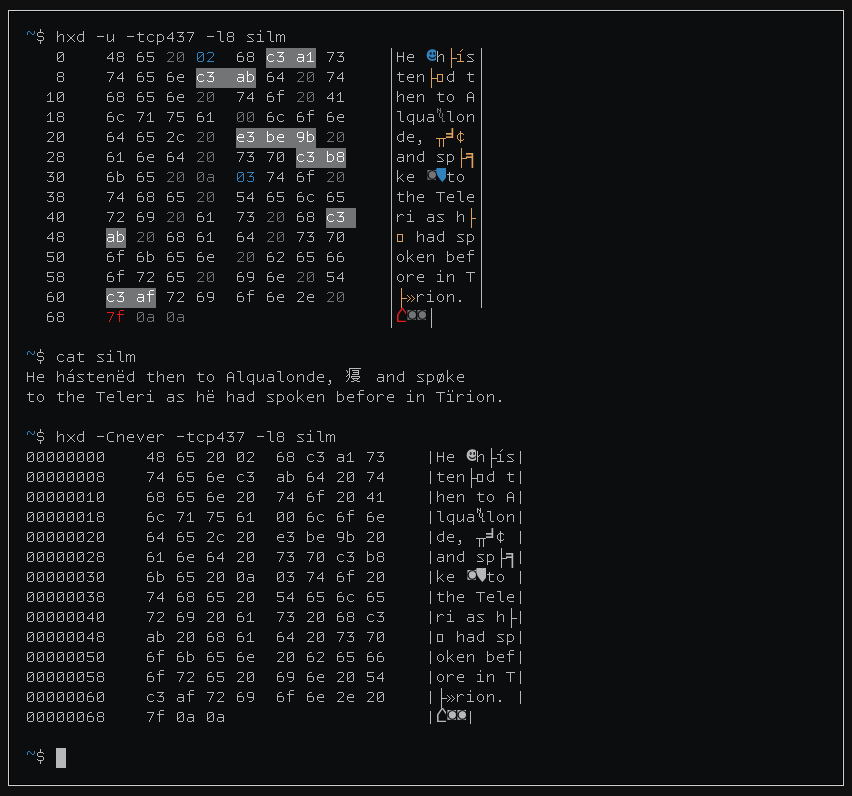 ~$ hxd -u -tcp437 -l8 silm
0 48 65 20 02 68 c3 a1 73 │He ☻h├ís│
8 74 65 6e c3 ab 64 20 74 │ten├½d t│
10 68 65 6e 20 74 6f 20 41 │hen to A│
18 6c 71 75 61 00 6c 6f 6e │lqua␀lon│
20 64 65 2c 20 e3 be 9b 20 │de, π╛¢ │
28 61 6e 64 20 73 70 c3 b8 │and sp├╕│
30 6b 65 20 0a 03 74 6f 20 │ke ◙♥to │
38 74 68 65 20 54 65 6c 65 │the Tele│
40 72 69 20 61 73 20 68 c3 │ri as h├│
48 ab 20 68 61 64 20 73 70 │½ had sp│
50 6f 6b 65 6e 20 62 65 66 │oken bef│
58 6f 72 65 20 69 6e 20 54 │ore in T│
60 c3 af 72 69 6f 6e 2e 20 │├»rion. │
68 7f 0a 0a │⌂◙◙│
~$ cat silm
He hástenëd then to Alqualonde, 㾛 and spøke
to the Teleri as hë had spoken before in Tïrion.
~$ hxd -Cnever -tcp437 -l8 silm
00000000 48 65 20 02 68 c3 a1 73 |He ☻h├ís|
00000008 74 65 6e c3 ab 64 20 74 |ten├½d t|
00000010 68 65 6e 20 74 6f 20 41 |hen to A|
00000018 6c 71 75 61 00 6c 6f 6e |lqua␀lon|
00000020 64 65 2c 20 e3 be 9b 20 |de, π╛¢ |
00000028 61 6e 64 20 73 70 c3 b8 |and sp├╕|
00000030 6b 65 20 0a 03 74 6f 20 |ke ◙♥to |
00000038 74 68 65 20 54 65 6c 65 |the Tele|
00000040 72 69 20 61 73 20 68 c3 |ri as h├|
00000048 ab 20 68 61 64 20 73 70 |½ had sp|
00000050 6f 6b 65 6e 20 62 65 66 |oken bef|
00000058 6f 72 65 20 69 6e 20 54 |ore in T|
00000060 c3 af 72 69 6f 6e 2e 20 |├»rion. |
00000068 7f 0a 0a |⌂◙◙|
~$